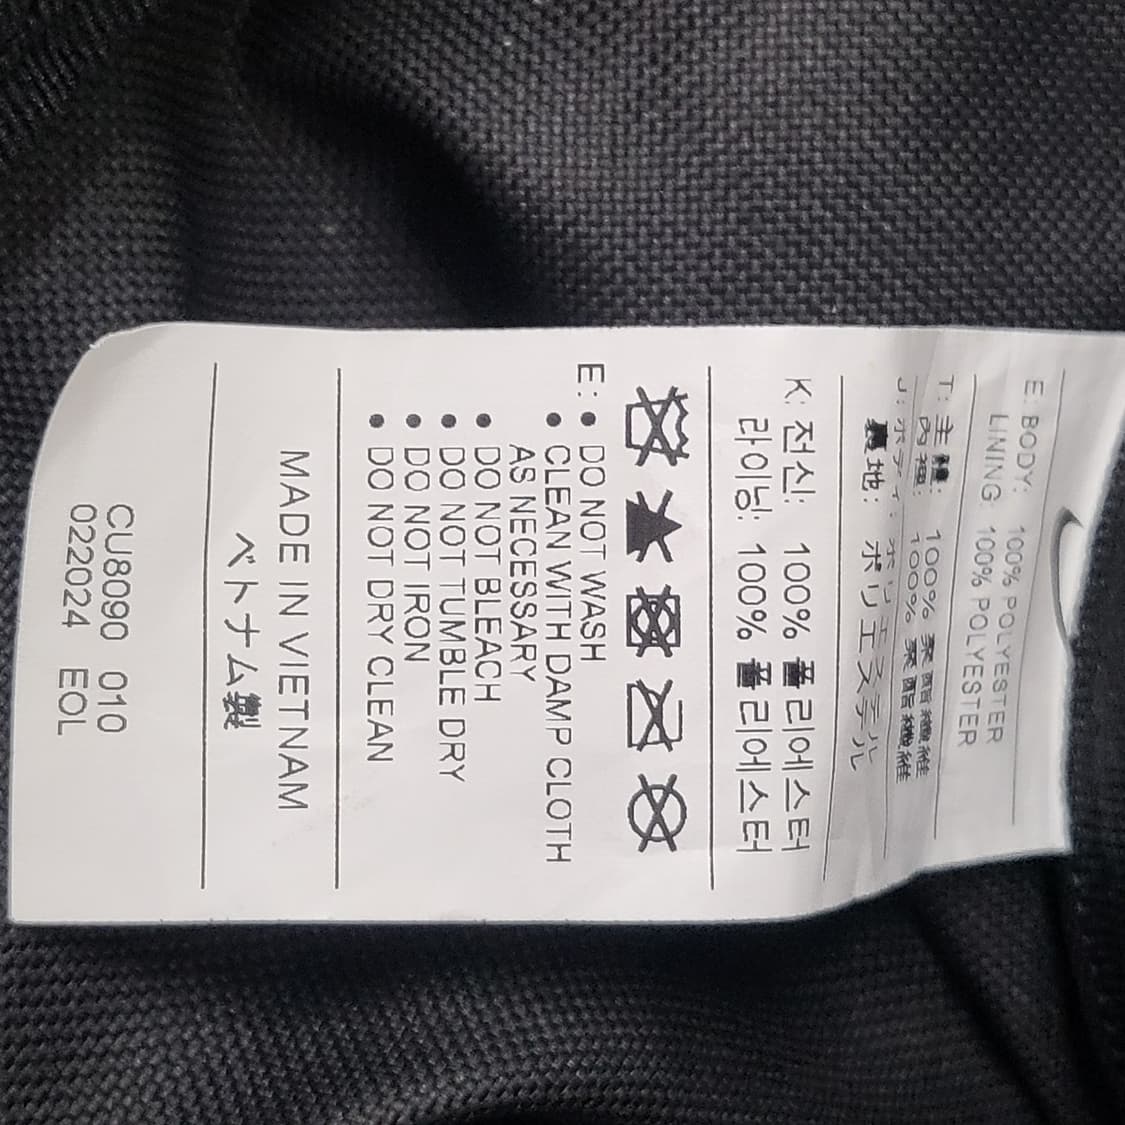 E: BODY: 100% POLYESTER
LINING: 100% POLYESTER
T: 主體: 100% 聚酯纖維
內裡: 100% 聚酯纖維
J: ボディ: ポリエステル
裏地: ポリエステル
K: 전신: 100% 폴리에스터
라이닝: 100% 폴리에스터
E: • DO NOT WASH
• CLEAN WITH DAMP CLOTH
AS NECESSARY
• DO NOT BLEACH
• DO NOT TUMBLE DRY
• DO NOT IRON
• DO NOT DRY CLEAN
MADE IN VIETNAM
ベトナム製
CU8090 010
022024 EOL